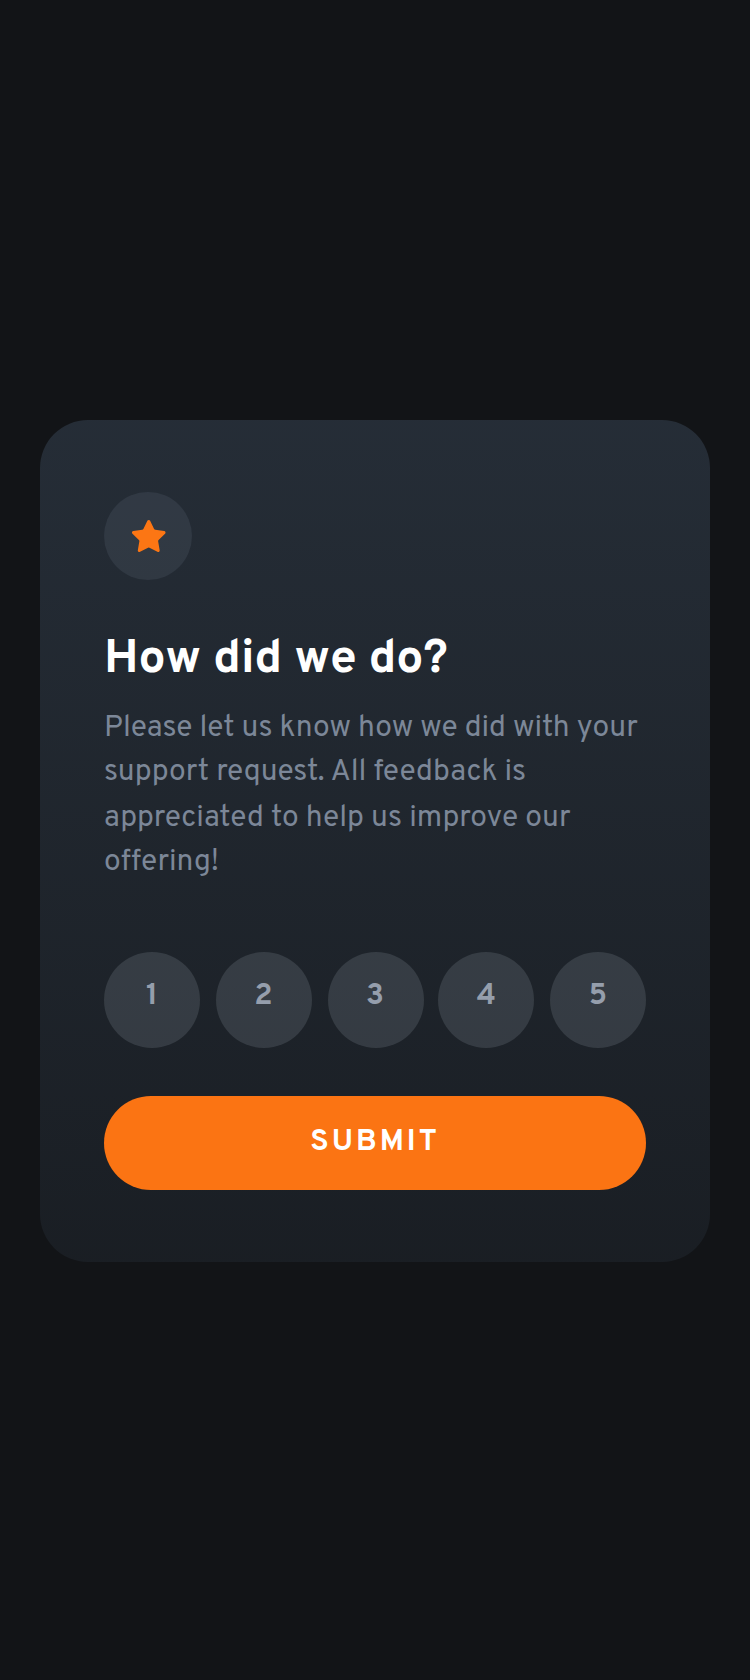 How did we do?
Please let us know how we did with your
support request. All feedback is
appreciated to help us improve our
offering!
1 2 3 4 5
SUBMIT